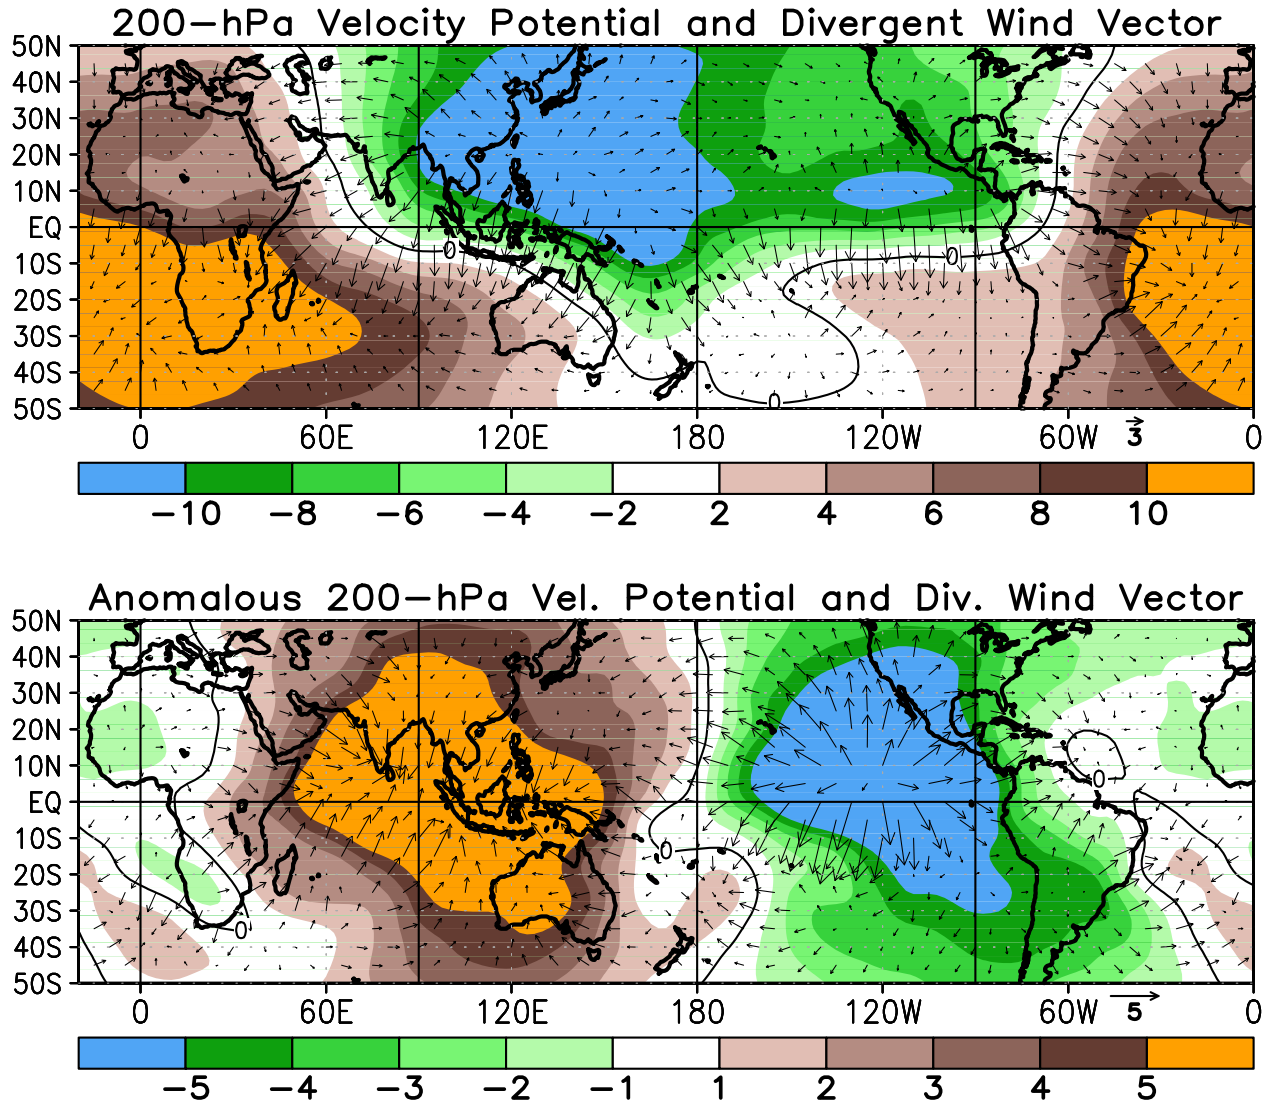 200-hPa Velocity Potential and Divergent Wind Vector
50N
40N
30N
20N
10N
EQ
10S
20S
30S
40S
50S
0
0
0
0 60E 120E 180 120W 60W 0
3
-10 -8 -6 -4 -2 2 4 6 8 10
Anomalous 200-hPa Vel. Potential and Div. Wind Vector
50N
40N
30N
20N
10N
EQ
10S
20S
30S
40S
50S
0
0
0
0 60E 120E 180 120W 60W 0
5
-5 -4 -3 -2 -1 1 2 3 4 5